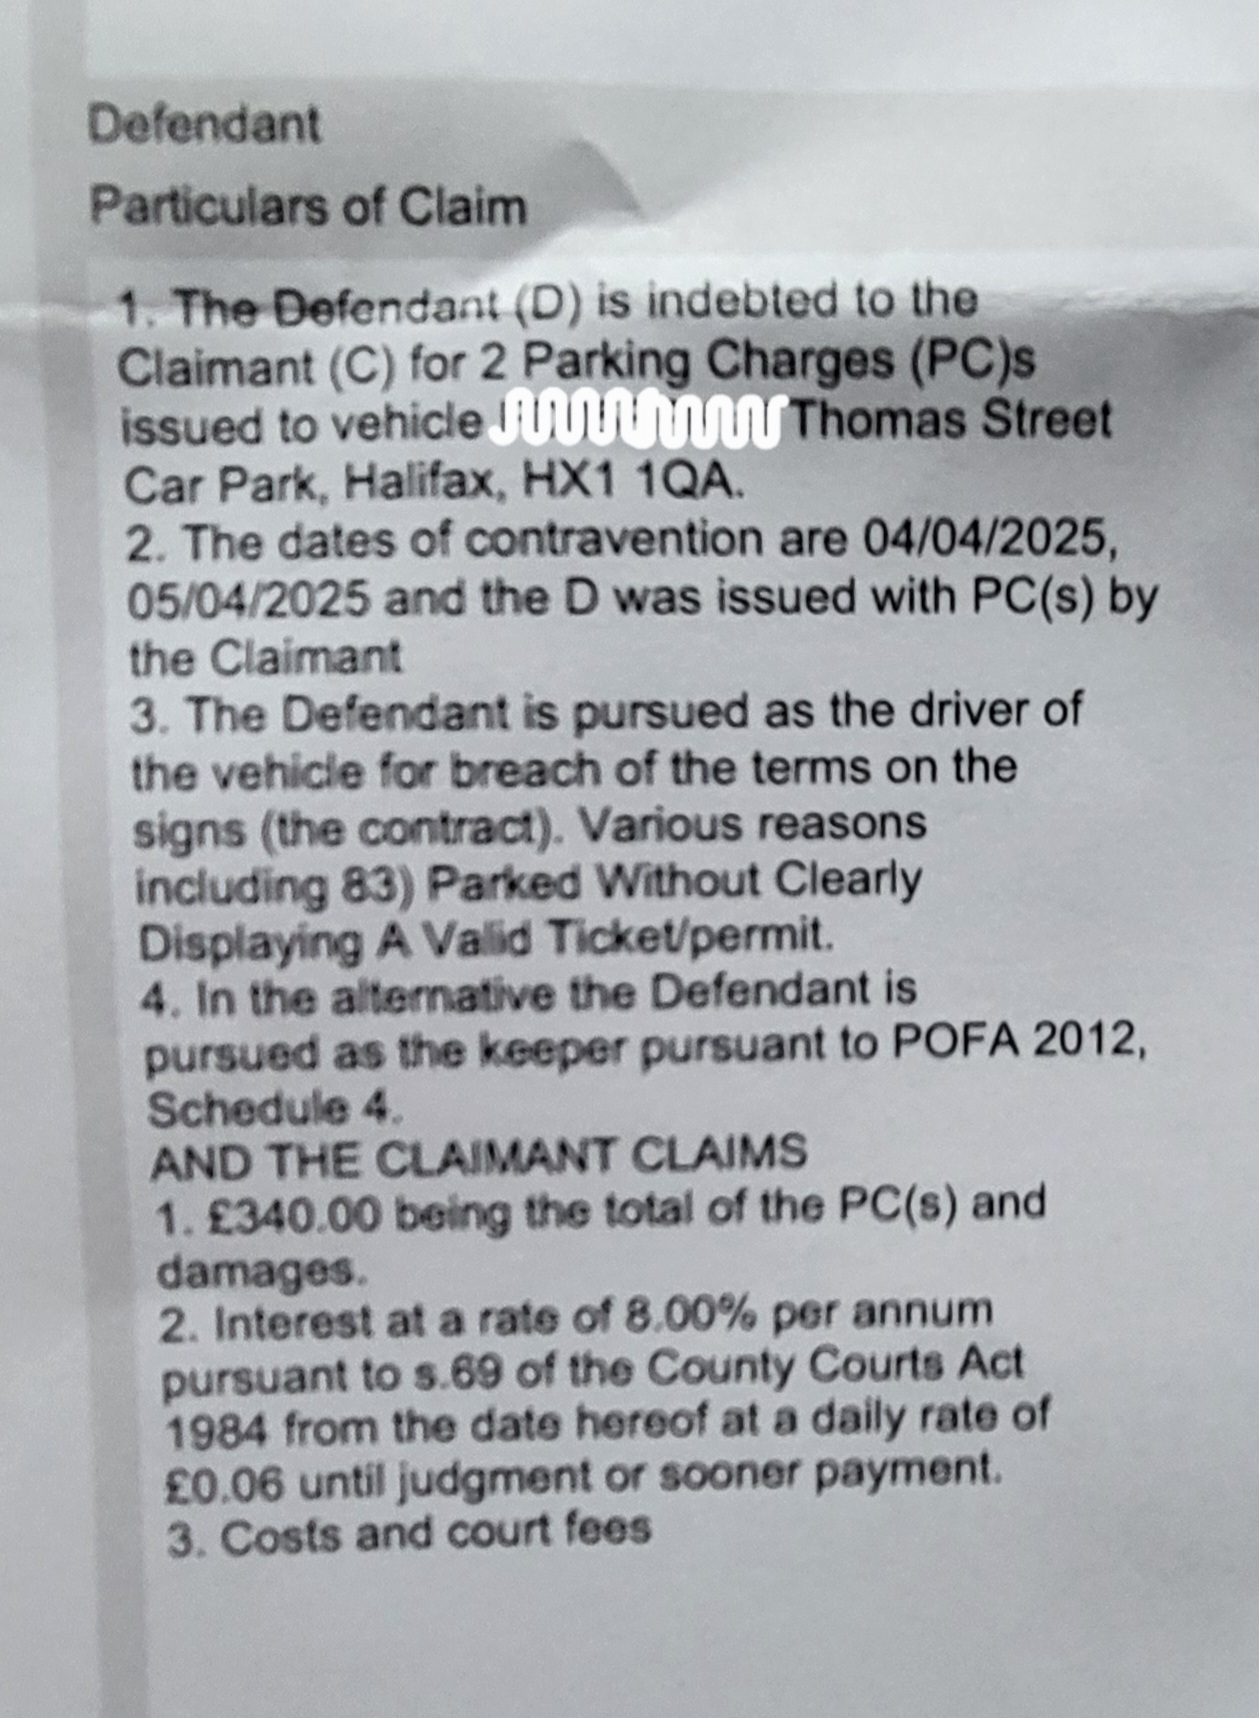 Defendant
Particulars of Claim
1. The Defendant (D) is indebted to the
Claimant (C) for 2 Parking Charges (PC)s
issued to vehicle Thomas Street
Car Park, Halifax, HX1 1QA.
2. The dates of contravention are 04/04/2025,
05/04/2025 and the D was issued with PC(s) by
the Claimant
3. The Defendant is pursued as the driver of
the vehicle for breach of the terms on the
signs (the contract). Various reasons
including 83) Parked Without Clearly
Displaying A Valid Ticket/permit.
4. In the alternative the Defendant is
pursued as the keeper pursuant to POFA 2012,
Schedule 4.
AND THE CLAIMANT CLAIMS
1. £340.00 being the total of the PC(s) and
damages.
2. Interest at a rate of 8.00% per annum
pursuant to s.69 of the County Courts Act
1984 from the date hereof at a daily rate of
£0.06 until judgment or sooner payment.
3. Costs and court fees